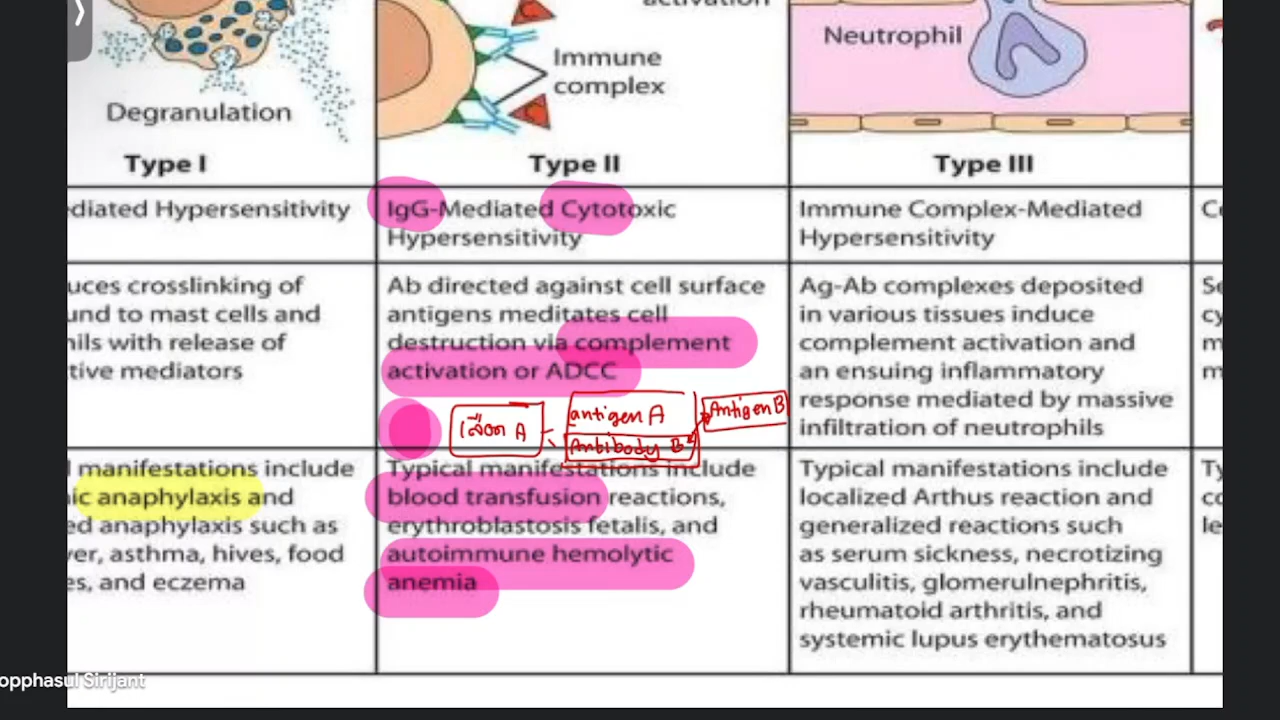 activation
Neutrophil
Immune
complex
Degranulation
Type I
Type II
Type III
ediated Hypersensitivity
IgG-Mediated Cytotoxic
Hypersensitivity
Immune Complex-Mediated
Hypersensitivity
uces crosslinking of
und to mast cells and
hils with release of
tive mediators
Ab directed against cell surface
antigens meditates cell
destruction via complement
activation or ADCC
เลือด A
antigen A
Antibody B
Antigen B
Ag-Ab complexes deposited
in various tissues induce
complement activation and
an ensuing inflammatory
response mediated by massive
infiltration of neutrophils
l manifestations include
ic anaphylaxis and
ed anaphylaxis such as
ver, asthma, hives, food
es, and eczema
Typical manifestations include
blood transfusion reactions,
erythroblastosis fetalis, and
autoimmune hemolytic
anemia
Typical manifestations include
localized Arthus reaction and
generalized reactions such
as serum sickness, necrotizing
vasculitis, glomerulnephritis,
rheumatoid arthritis, and
systemic lupus erythematosus
opphasul Sirijant